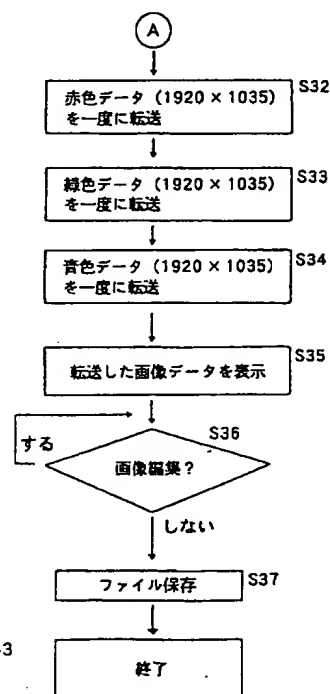 A
S32
赤色データ (1920 × 1035)
を一度に転送
S33
緑色データ (1920 × 1035)
を一度に転送
S34
青色データ (1920 × 1035)
を一度に転送
S35
転送した画像データを表示
S36
する
画像編集?
しない
ファイル保存
S37
終了